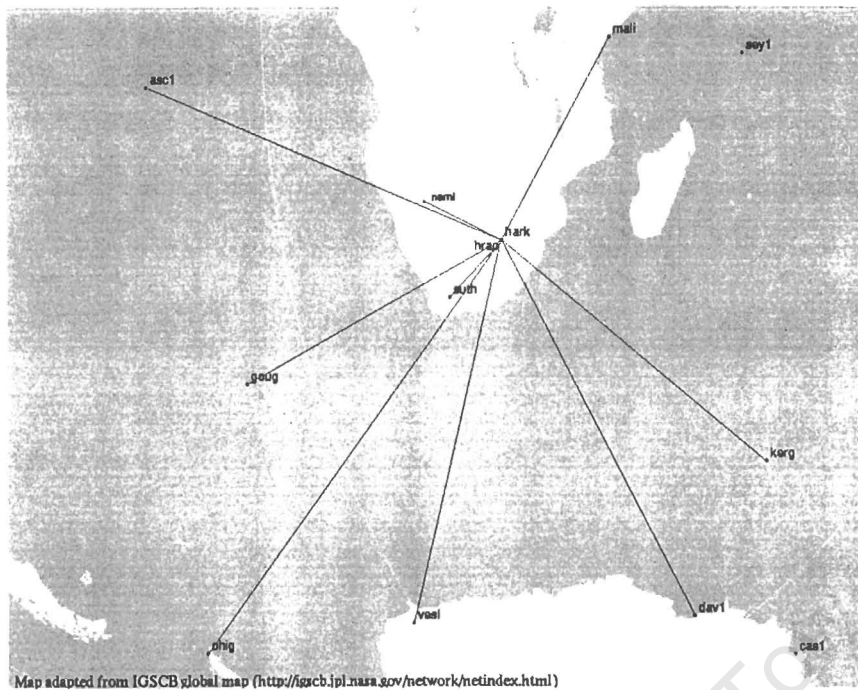 mali
sey1
asc1
nami
hark
hrao
suth
goug
kerg
vesl
dav1
ohig
cas1
Map adapted from IGSCB global map (http://igscb.jpl.nasa.gov/network/netindex.html)